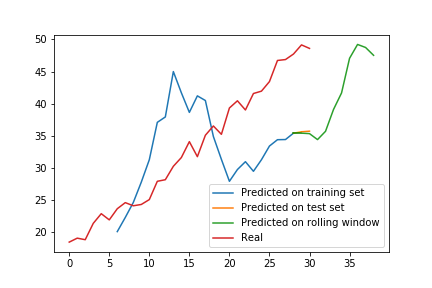 50
45
40
35
30
25
20
0 5 10 15 20 25 30 35
Predicted on training set
Predicted on test set
Predicted on rolling window
Real